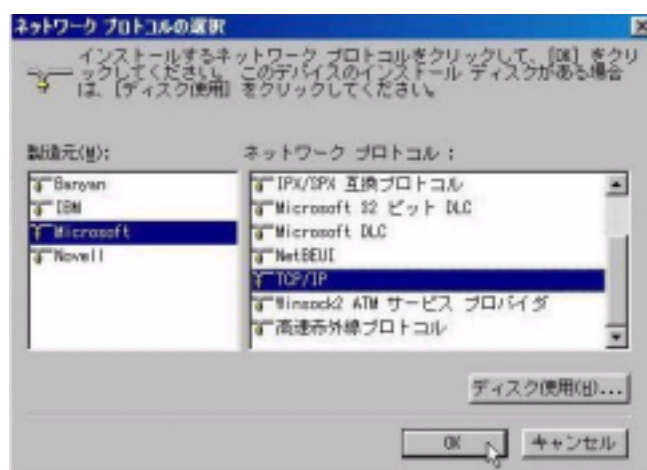 ネットワーク プロトコルの選択
インストールするネットワーク プロトコルをクリックして、[OK] をクリ
ックしてください。このデバイスのインストール ディスクがある場合
は、[ディスク使用] をクリックしてください。
製造元(M):
ネットワーク プロトコル :
Banyan
IBM
Microsoft
Novell
IPX/SPX 互換プロトコル
Microsoft 32 ビット DLC
Microsoft DLC
NetBEUI
TCP/IP
Winsock2 ATM サービス プロバイダ
高速赤外線プロトコル
ディスク使用(H)...
OK
キャンセル